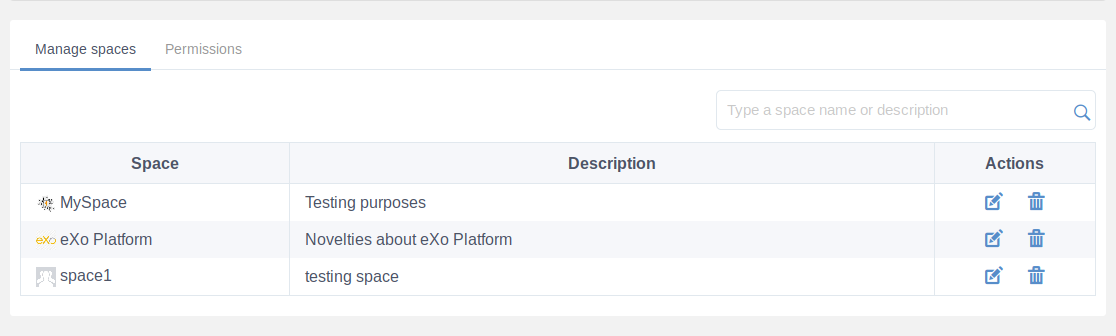 Manage spaces Permissions
Type a space name or description
Space Description Actions
MySpace Testing purposes
eXo eXo Platform Novelties about eXo Platform
space1 testing space